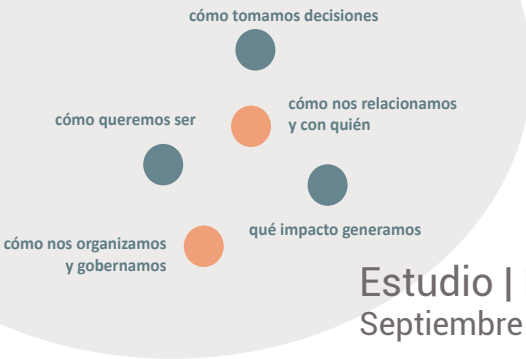 cómo tomamos decisiones
cómo nos relacionamos
y con quién
cómo queremos ser
qué impacto generamos
cómo nos organizamos
y gobernamos
Estudio |
Septiembre